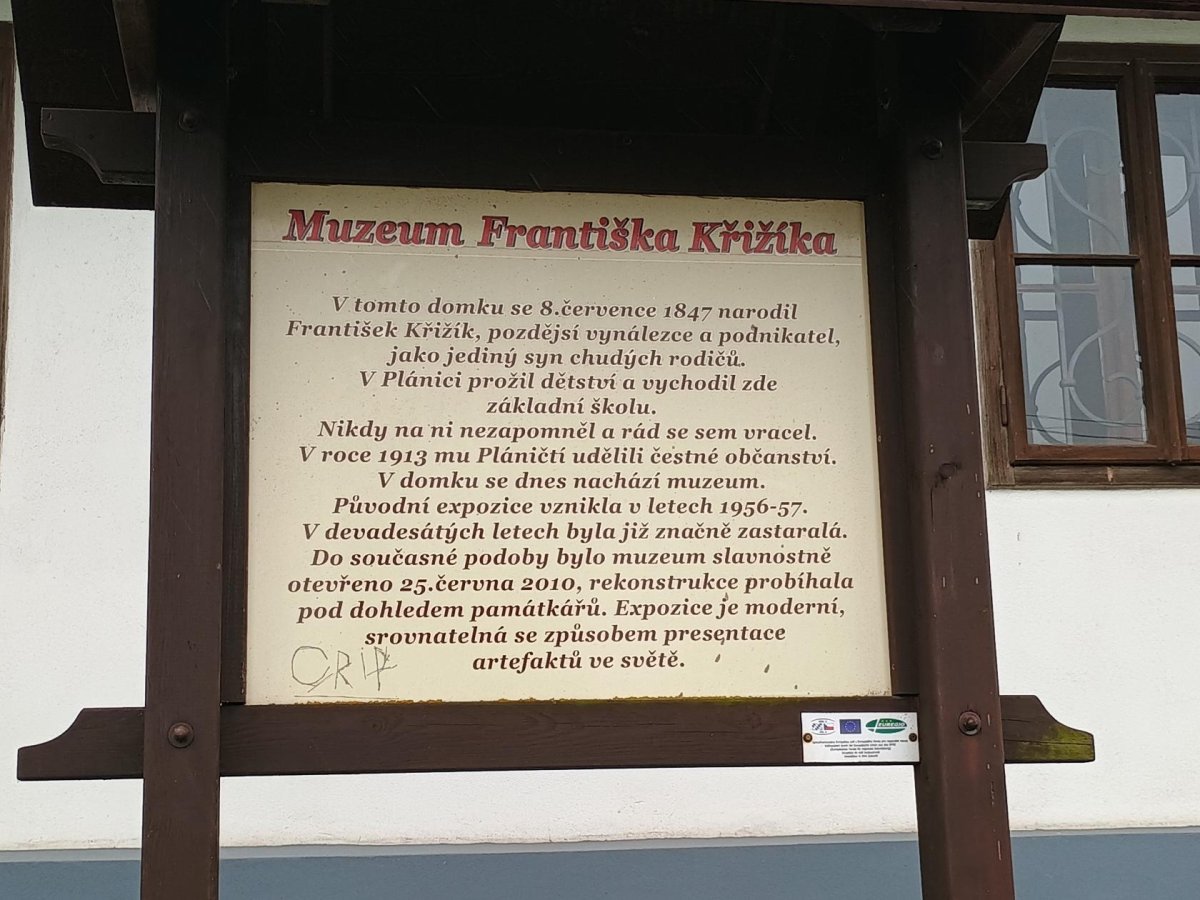 Muzeum Františka Křižíka
V tomto domku se 8.července 1847 narodil
František Křižík, pozdějsí vynálezce a podnikatel,
jako jediný syn chudých rodičů.
V Plánici prožil dětství a vychodil zde
základní školu.
Nikdy na ni nezapomněl a rád se sem vracel.
V roce 1913 mu Pláničtí udělili čestné občanství.
V domku se dnes nachází muzeum.
Původní expozice vznikla v letech 1956-57.
V devadesátých letech byla již značně zastaralá.
Do současné podoby bylo muzeum slavnostně
otevřeno 25.června 2010, rekonstrukce probíhala
pod dohledem památkářů. Expozice je moderní,
srovnatelná se způsobem presentace
artefaktů ve světě.
EUREGIO